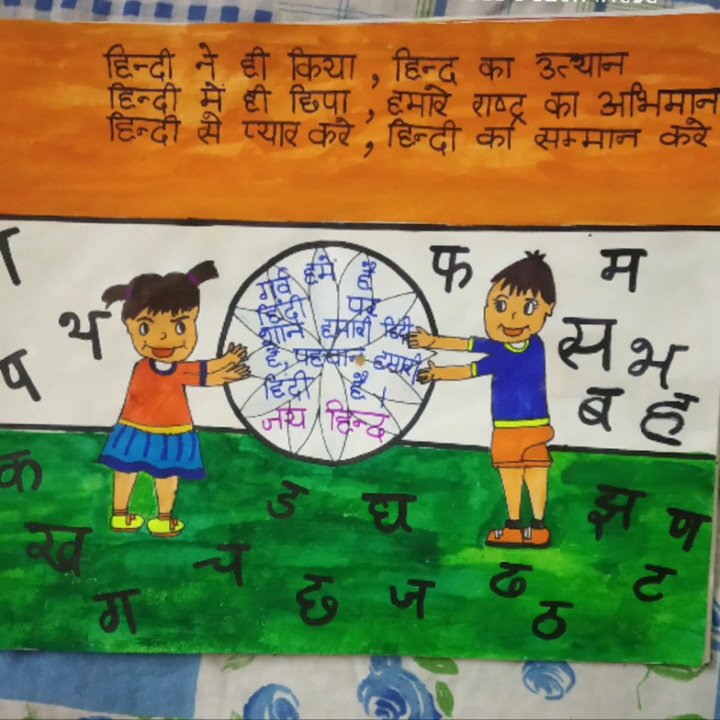 हिन्दी ने ही किया, हिन्द का उत्थान
हिन्दी में ही छिपा, हमारे राष्ट्र का अभिमान
हिन्दी से प्यार करे, हिन्दी का सम्मान करे
गर्व हमें है
हिंदी पर
शान हमारी हिंदी
है, पहचान हमारी
हिंदी है।
जय हिन्द
फ म
थ स भ
ष ब ह
क ड घ झ ण
ख च छ ज ढ ट
ग ठ